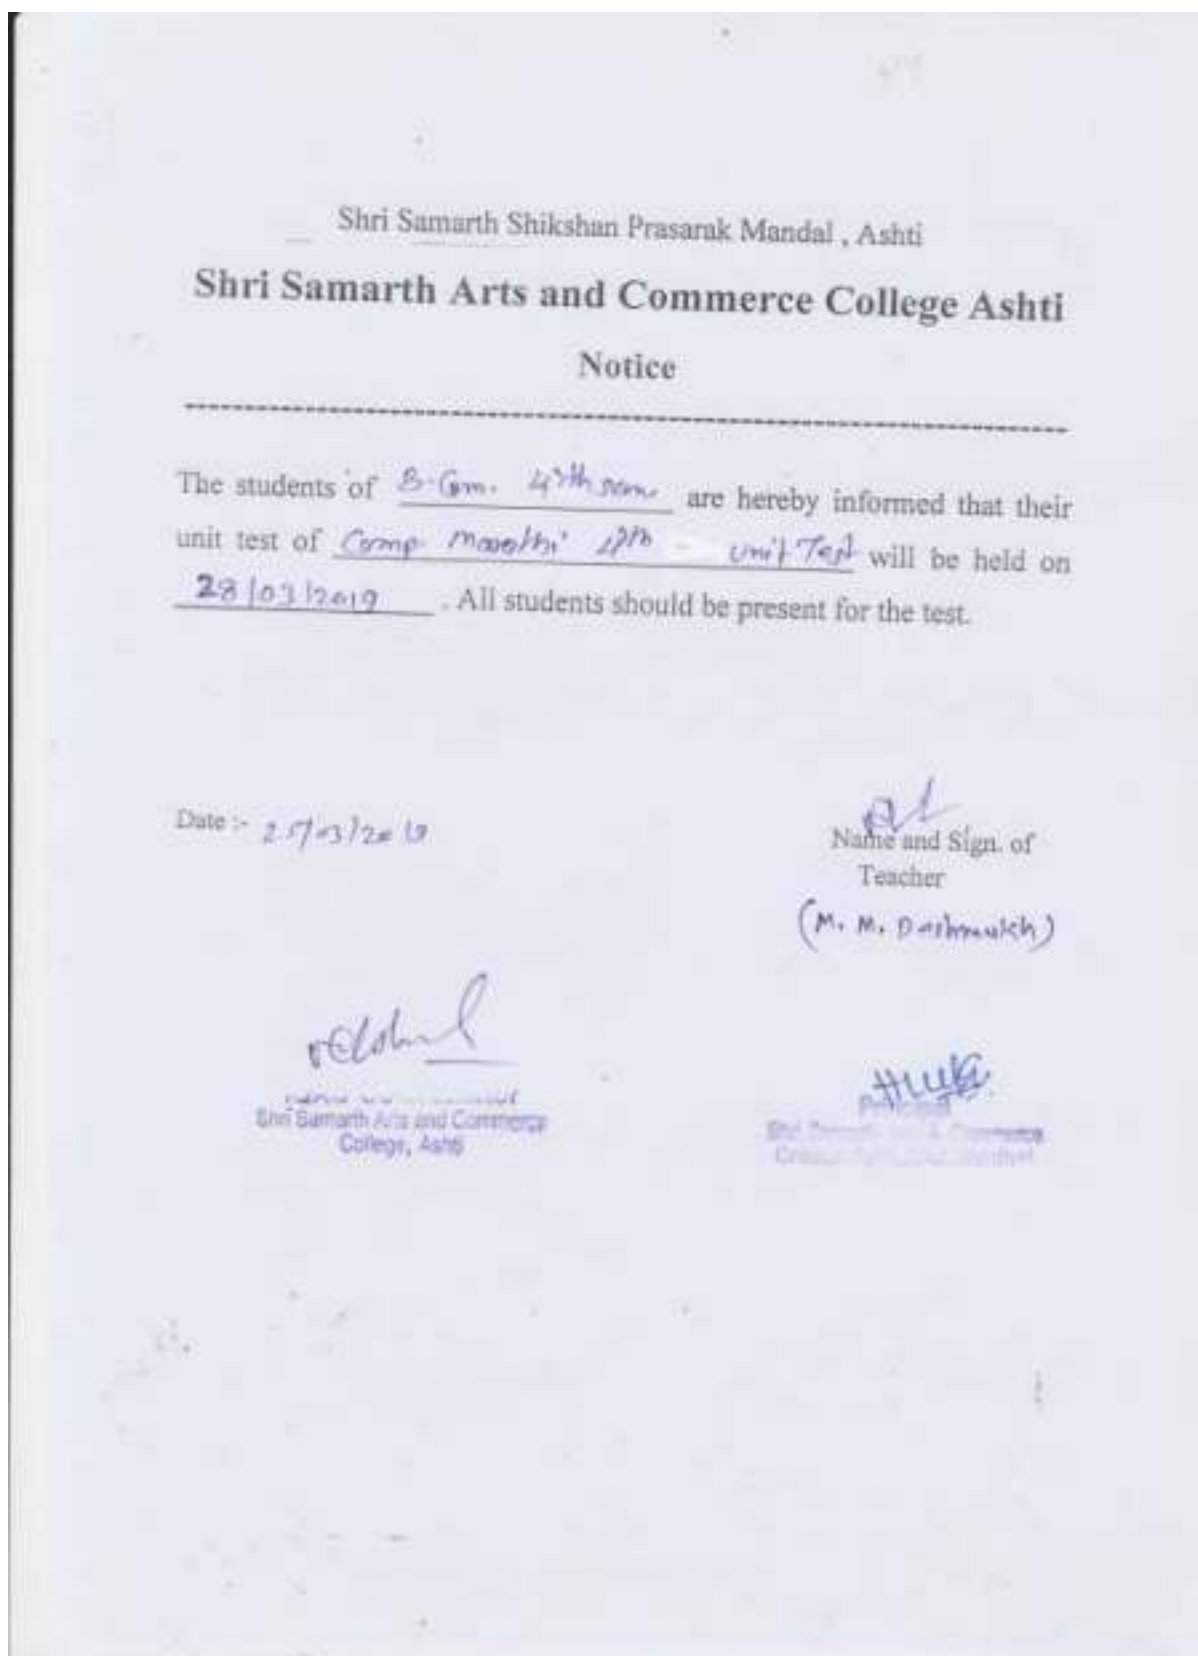 Shri Samarth Shikshan Prasarak Mandal , Ashti
Shri Samarth Arts and Commerce College Ashti
Notice
The students of B.Com. 4th sem. are hereby informed that their
unit test of Comp. Marathi - Unit Test will be held on
28/03/2019 . All students should be present for the test.
Date :- 25/03/2019
Name and Sign. of
Teacher
(M. M. Deshmukh)
Shri Samarth Arts and Commerce
College, Ashti
Principal
Commerce